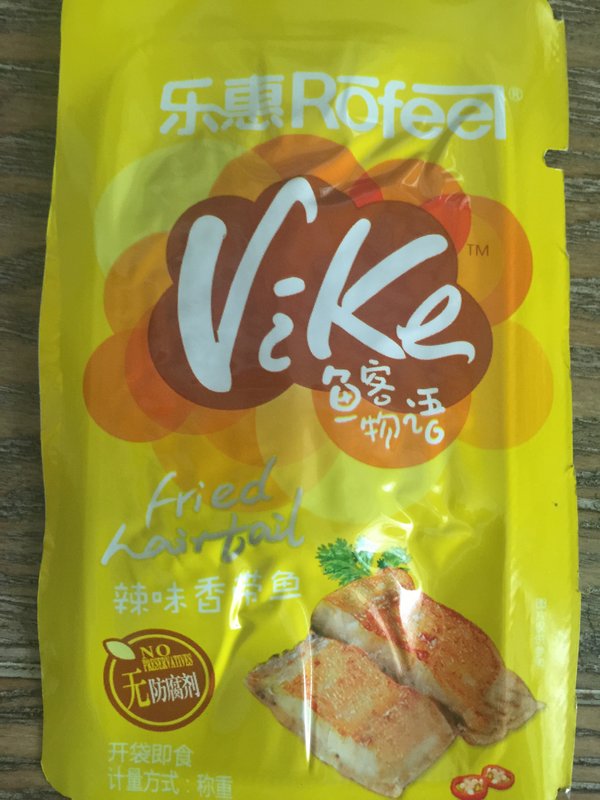 乐惠Rofeel®
Vike™
鱼客
物语
fried
hairtail
辣味香带鱼
NO
PRESERVATIVES
无防腐剂
开袋即食
计量方式：称重